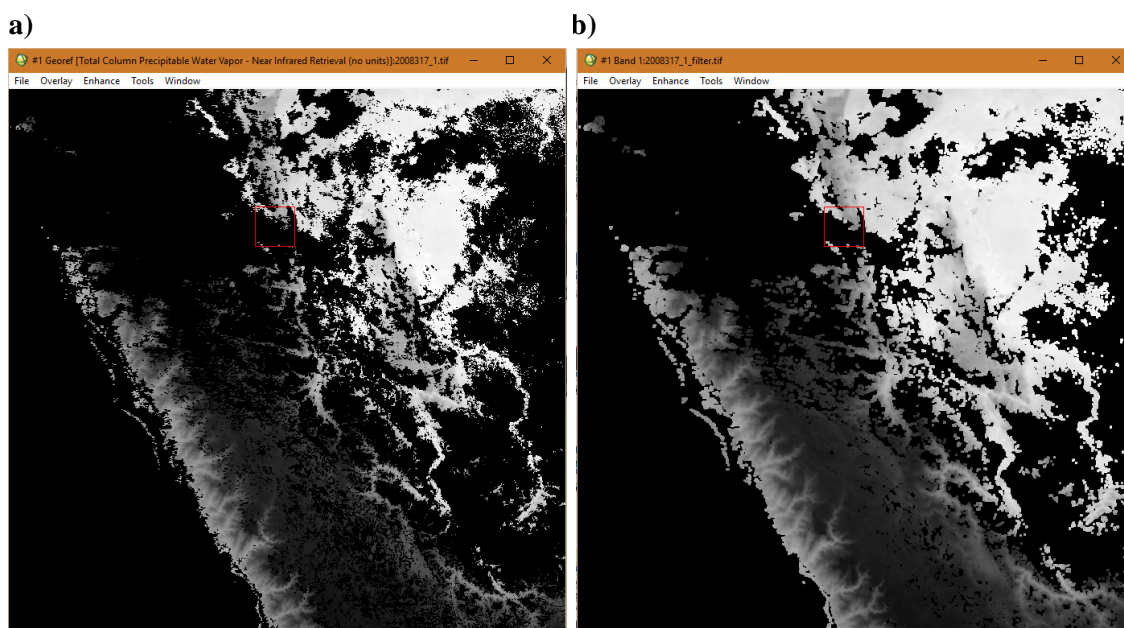 a)
b)
#1 Georef [Total Column Precipitable Water Vapor - Near Infrared Retrieval (no units)]:2008317_1.tif
File Overlay Enhance Tools Window
#1 Band 1:2008317_1_filter.tif
File Overlay Enhance Tools Window